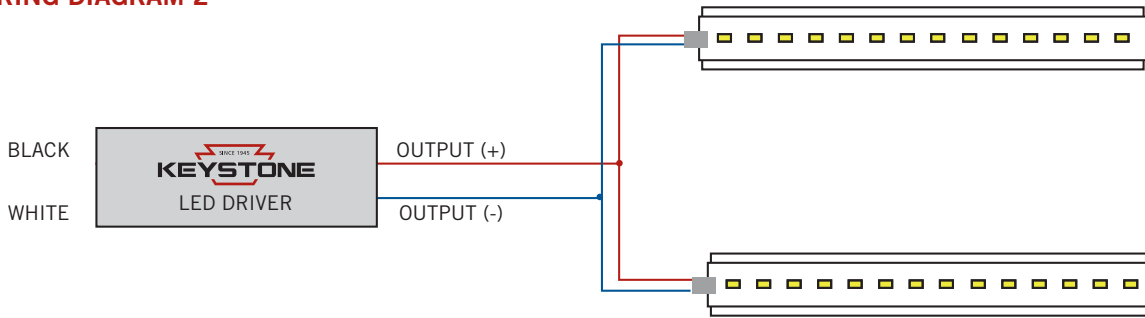 RING DIAGRAM 2
BLACK
WHITE
SINCE 1945
KEYSTONE
LED DRIVER
OUTPUT (+)
OUTPUT (-)